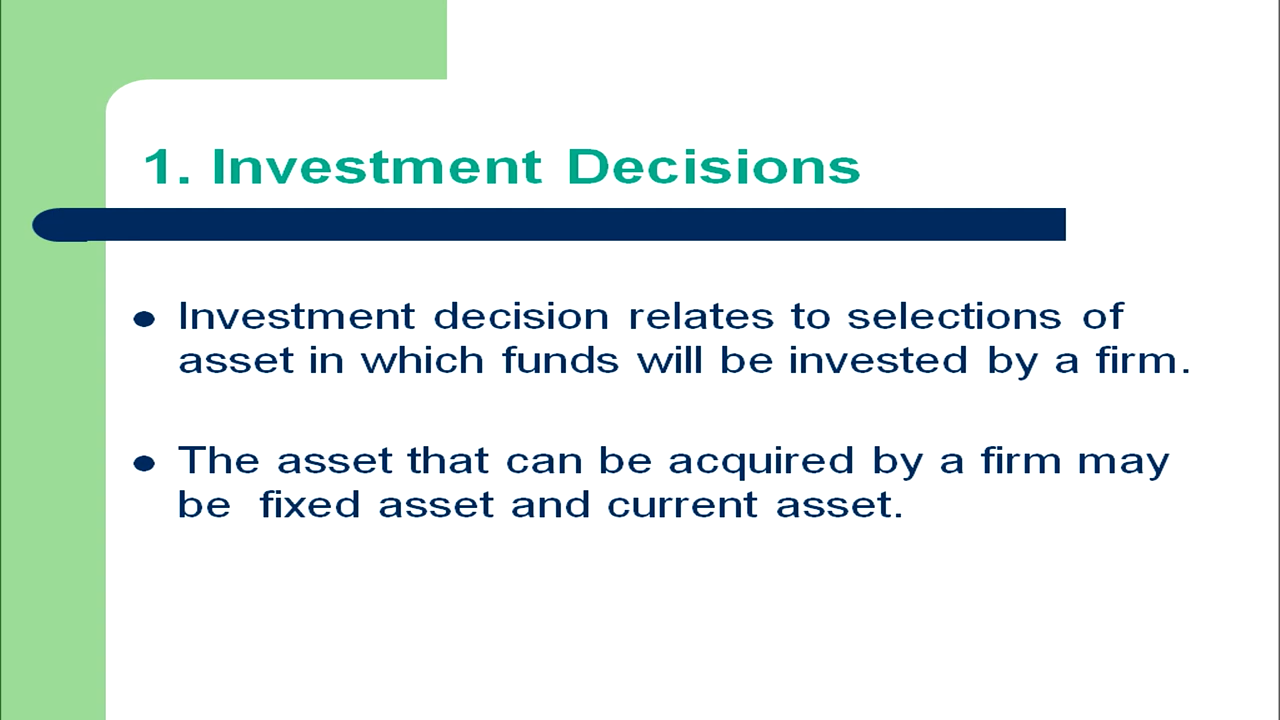 1. Investment Decisions
Investment decision relates to selections of
asset in which funds will be invested by a firm.
The asset that can be acquired by a firm may
be fixed asset and current asset.